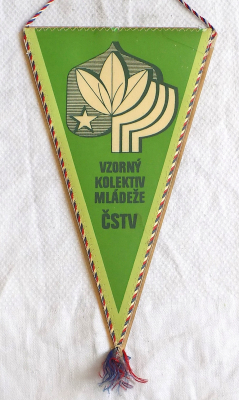 VZORNÝ
KOLEKTIV
MLÁDEŽE
ČSTV